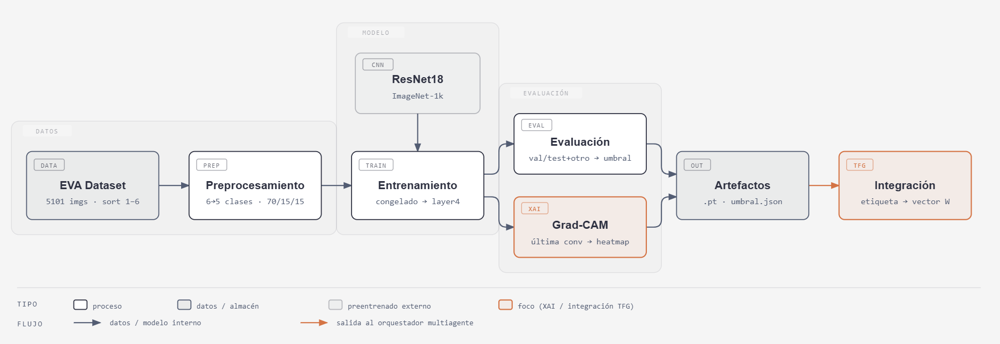 MODELO
CNN
ResNet18
ImageNet-1k
DATOS
DATA
EVA Dataset
5101 imgs · sort 1–6
PREP
Preprocesamiento
6→5 clases · 70/15/15
TRAIN
Entrenamiento
congelado → layer4
EVALUACIÓN
EVAL
Evaluación
val/test+otro → umbral
XAI
Grad-CAM
última conv → heatmap
OUT
Artefactos
.pt · umbral.json
TFG
Integración
etiqueta → vector W
TIPO proceso datos / almacén preentrenado externo foco (XAI / integración TFG)
FLUJO datos / modelo interno salida al orquestador multiagente